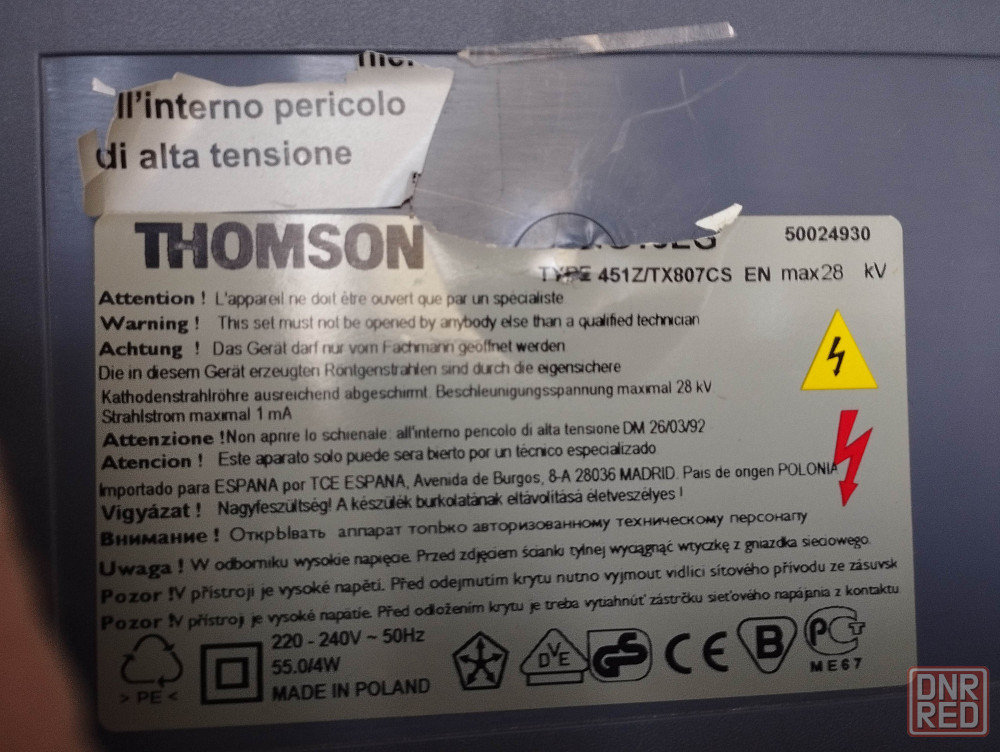 ll'interno pericolo
di alta tensione
THOMSON
50024930
TYPE 451Z/TX807CS EN max28 kV
Attention ! L'appareil ne doit être ouvert que par un spécialiste
Warning ! This set must not be opened by anybody else than a qualified technician
Achtung ! Das Gerät darf nur vom Fachmann geöffnet werden
Die in diesem Gerät erzeugten Röntgenstrahlen sind durch die eigensichere
Kathodenstrahlröhre ausreichend abgeschirmt. Beschleunigungsspannung maximal 28 kV
Strahlstrom maximal 1 mA
Attenzione ! Non aprire lo schienale: all'interno pericolo di alta tensione DM 26/03/92
Atencion ! Este aparato solo puede sera bierto por un técnico especializado
Importado para ESPANA por TCE ESPANA, Avenida de Burgos, 8-A 28036 MADRID. Pais de ongen POLONIA
Vigyázat ! Nagyfeszültség! A készülék burkolatának eltávolitásá életveszélyes !
Внимание ! Открывать аппарат топько авторизованному техническому персоналу
Uwaga ! W odborniku wysokie napięcie. Przed zdjęciem ścianki tylnej wyciągnąć wtyczkę z gniazdka sieciowego.
Pozor !V přístroji je vysoké napětí. Před odejmutím krytu nutno vyjmout vidlici síťového přívodu ze zásuvsk
Pozor !V přístroji je vysoké napätie. Před odložením krytu je treba vytiahnúť zástrčku sieťového napájania z kontaktu
220 - 240V ~ 50Hz
55.0/4W
MADE IN POLAND
> PE <
DVE
GS
CE
B
PCT
ME67
DNR
RED